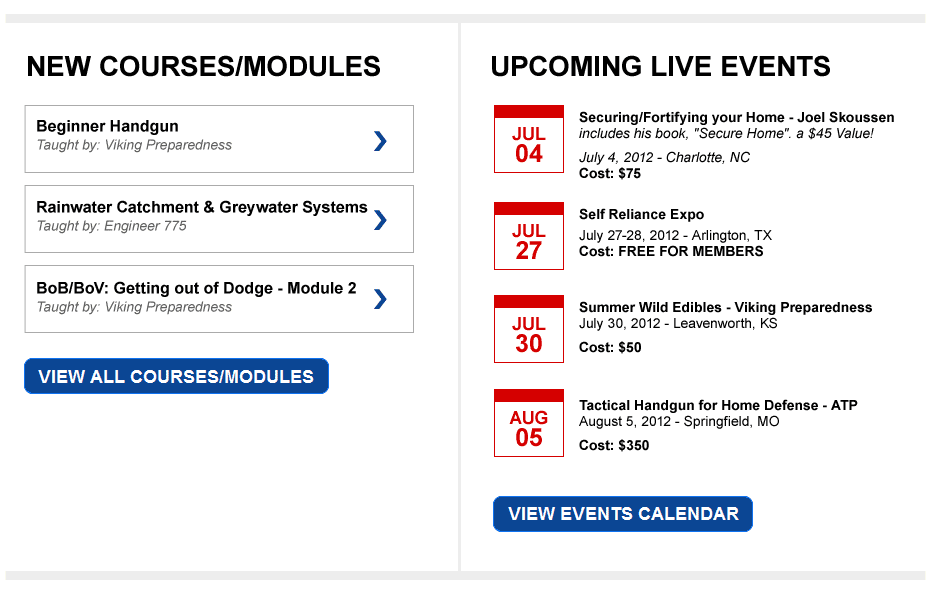 NEW COURSES/MODULES
Beginner Handgun
Taught by: Viking Preparedness
Rainwater Catchment & Greywater Systems
Taught by: Engineer 775
BoB/BoV: Getting out of Dodge - Module 2
Taught by: Viking Preparedness
VIEW ALL COURSES/MODULES
UPCOMING LIVE EVENTS
JUL
04
Securing/Fortifying your Home - Joel Skoussen
includes his book, "Secure Home". a $45 Value!
July 4, 2012 - Charlotte, NC
Cost: $75
JUL
27
Self Reliance Expo
July 27-28, 2012 - Arlington, TX
Cost: FREE FOR MEMBERS
JUL
30
Summer Wild Edibles - Viking Preparedness
July 30, 2012 - Leavenworth, KS
Cost: $50
AUG
05
Tactical Handgun for Home Defense - ATP
August 5, 2012 - Springfield, MO
Cost: $350
VIEW EVENTS CALENDAR